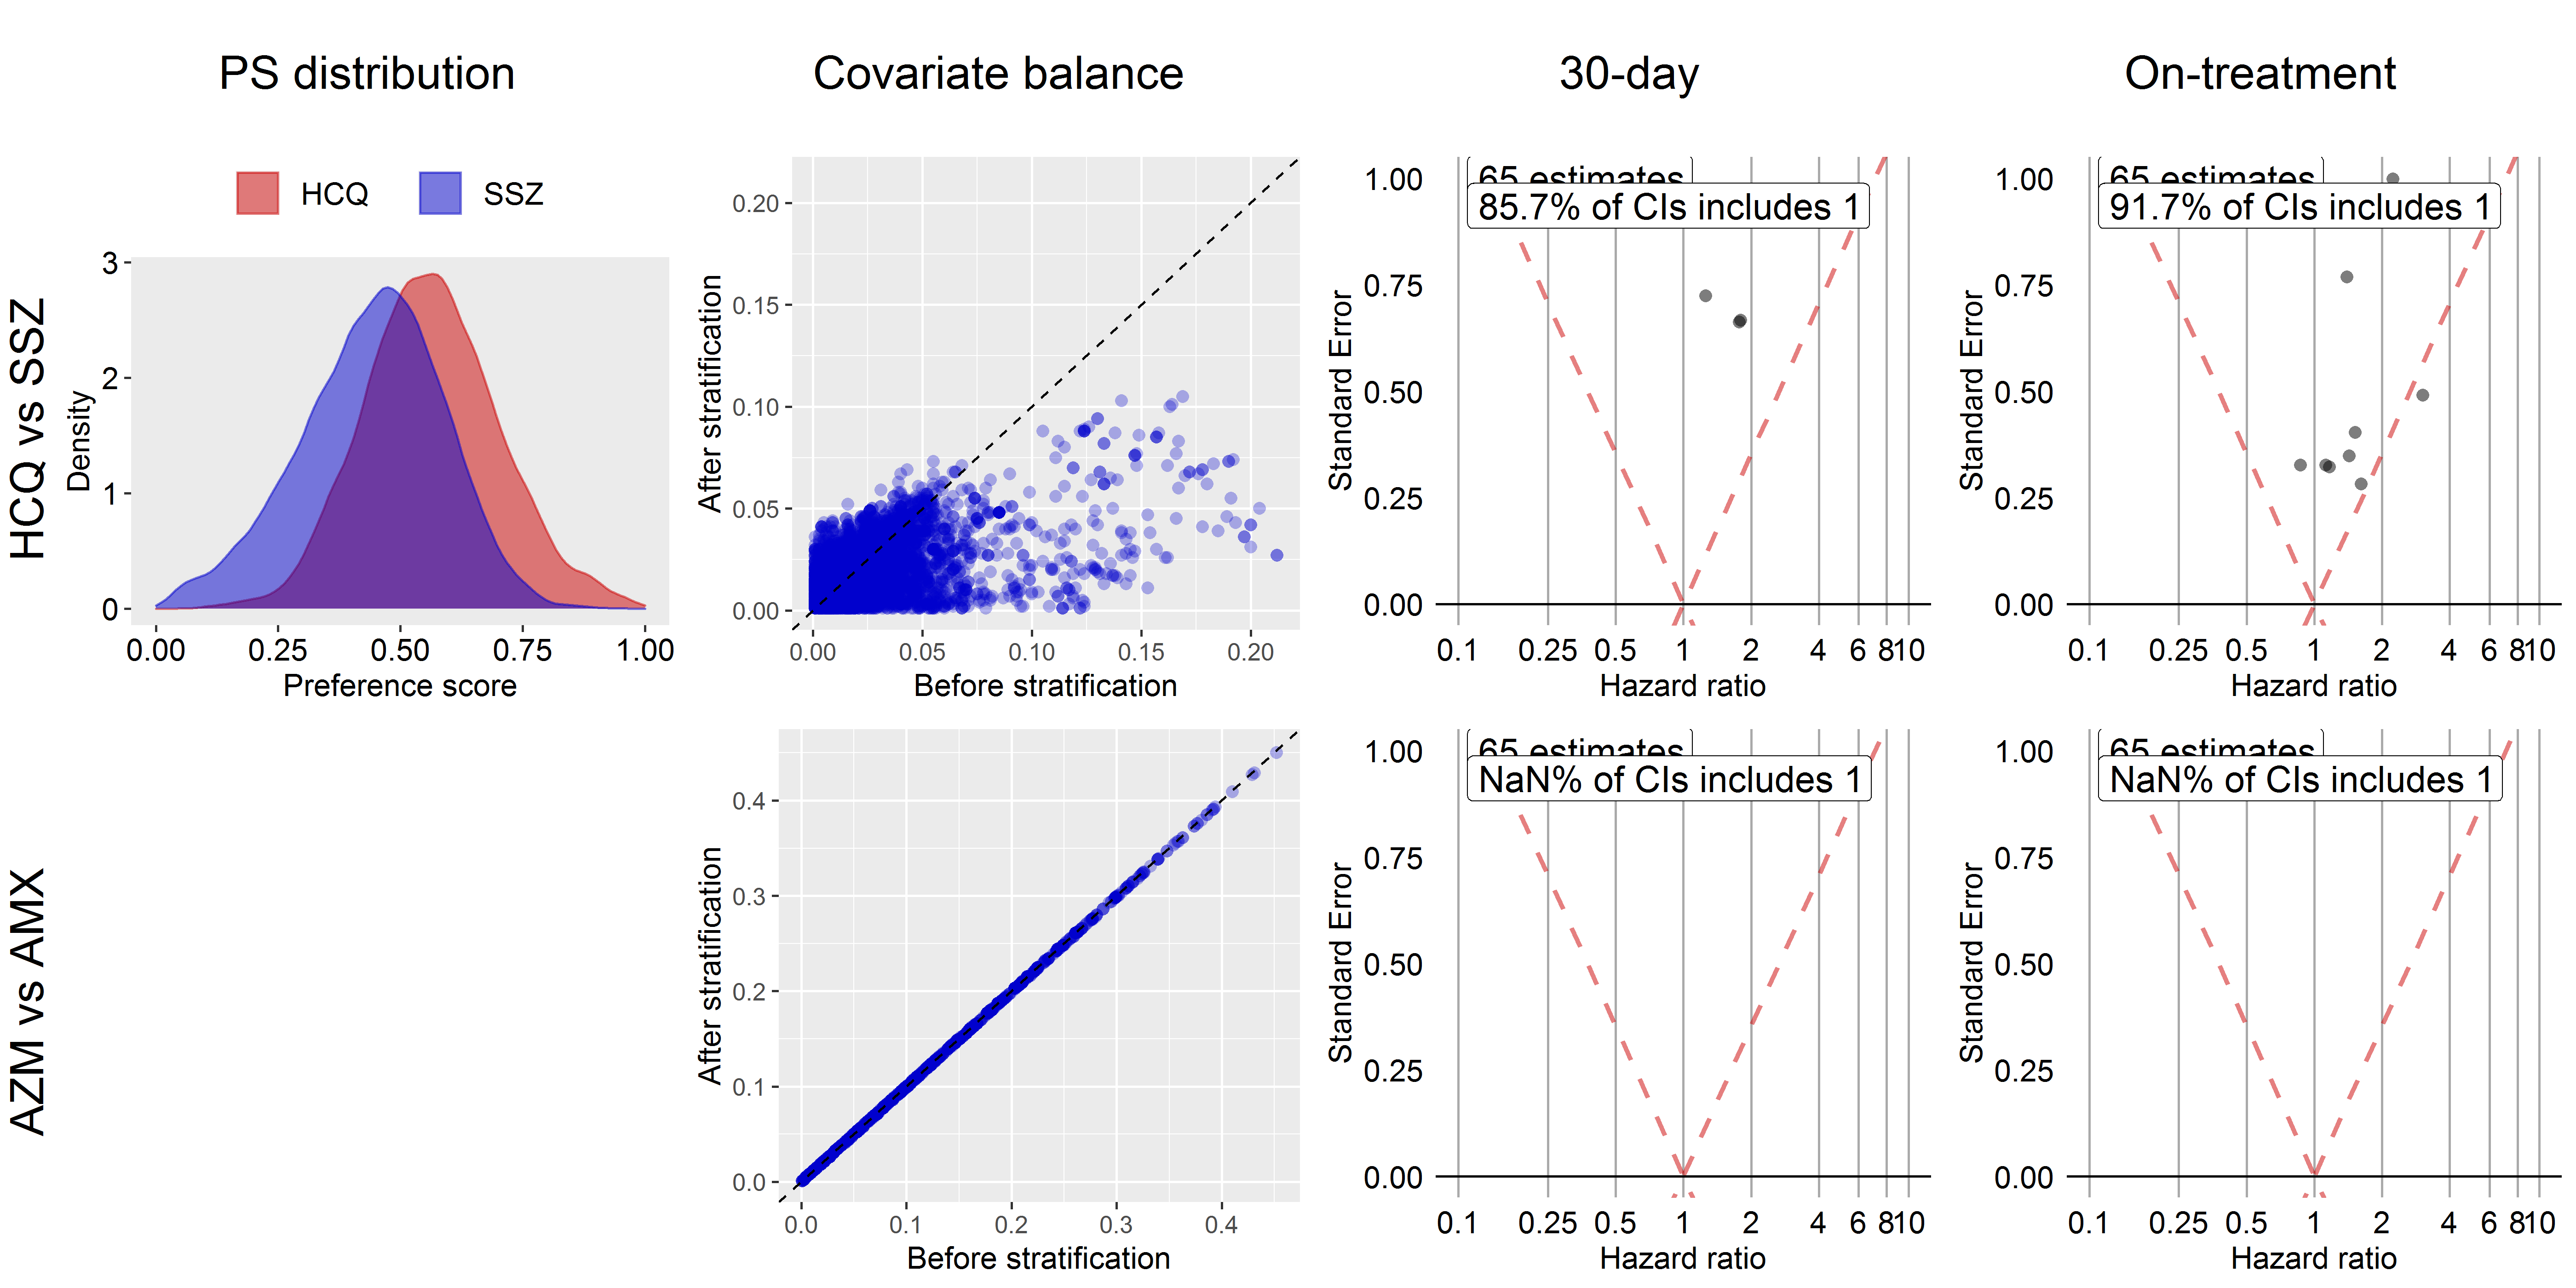 PS distribution
Covariate balance
30-day
On-treatment
HCQ vs SSZ
HCQ
SSZ
Density
3
2
1
0
0.00
0.25
0.50
0.75
1.00
Preference score
After stratification
0.20
0.15
0.10
0.05
0.00
0.00
0.05
0.10
0.15
0.20
Before stratification
65 estimates
85.7% of CIs includes 1
Standard Error
1.00
0.75
0.50
0.25
0.00
0.1
0.25
0.5
1
2
4
6
8
10
Hazard ratio
65 estimates
91.7% of CIs includes 1
Standard Error
1.00
0.75
0.50
0.25
0.00
0.1
0.25
0.5
1
2
4
6
8
10
Hazard ratio
AZM vs AMX
After stratification
0.4
0.3
0.2
0.1
0.0
0.0
0.1
0.2
0.3
0.4
Before stratification
65 estimates
NaN% of CIs includes 1
Standard Error
1.00
0.75
0.50
0.25
0.00
0.1
0.25
0.5
1
2
4
6
8
10
Hazard ratio
65 estimates
NaN% of CIs includes 1
Standard Error
1.00
0.75
0.50
0.25
0.00
0.1
0.25
0.5
1
2
4
6
8
10
Hazard ratio